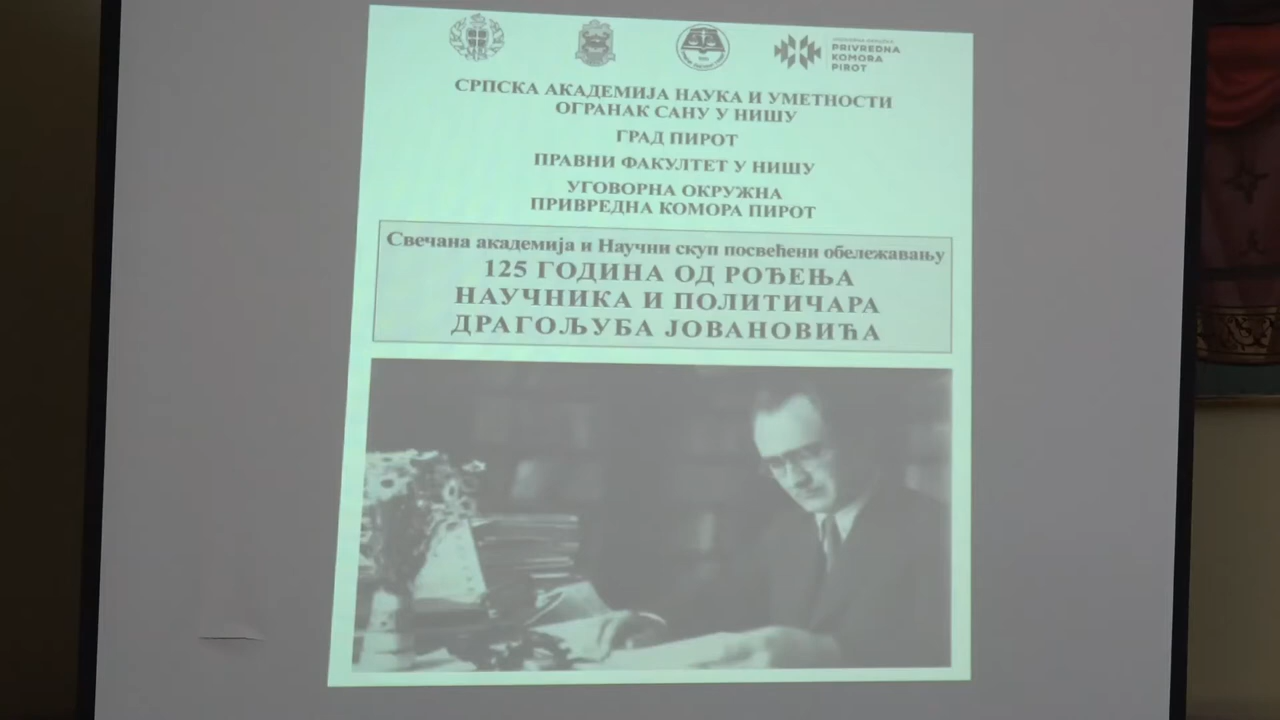 PRIVREDNA
KOMORA
PIROT
СРПСКА АКАДЕМИЈА НАУКА И УМЕТНОСТИ
ОГРАНАК САНУ У НИШУ
ГРАД ПИРОТ
ПРАВНИ ФАКУЛТЕТ У НИШУ
УГОВОРНА ОКРУЖНА
ПРИВРЕДНА КОМОРА ПИРОТ
Свечана академија и Научни скуп посвећени обележавању
125 ГОДИНА ОД РОЂЕЊА
НАУЧНИКА И ПОЛИТИЧАРА
ДРАГОЉУБА ЈОВАНОВИЋА